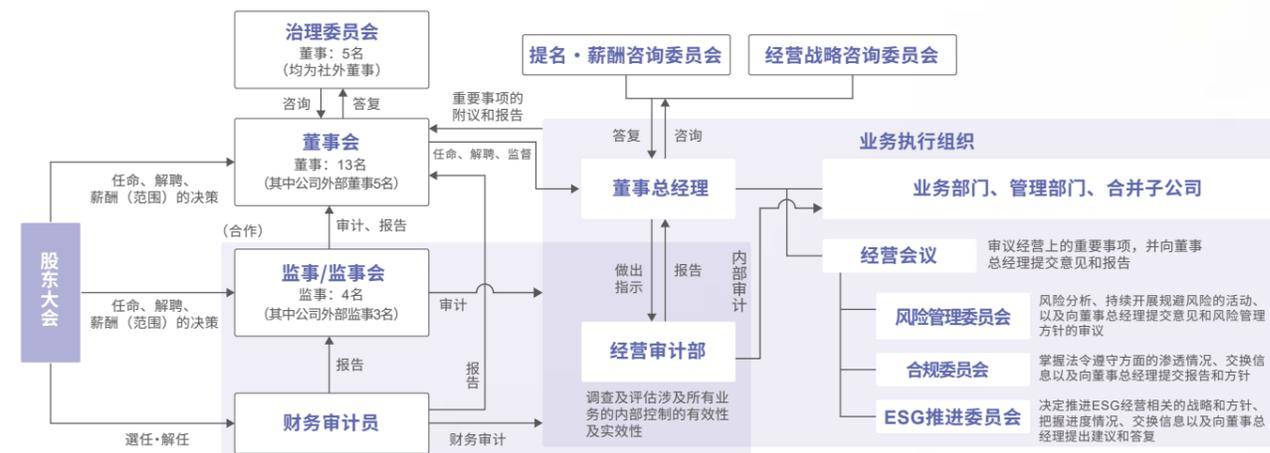 治理委员会
董事：5名
（均为社外董事）
咨询
答复
董事会
董事：13名
（其中公司外部董事5名）
任命、解聘、
薪酬（范围）的决策
审计、报告
（合作）
股东大会
监事/监事会
监事：4名
（其中公司外部监事3名）
任命、解聘、
薪酬（范围）的决策
审计
报告
报告
财务审计员
選任•解任
财务审计
重要事项的
附议和报告
任命、解聘、监督
提名・薪酬咨询委员会
经营战略咨询委员会
答复
咨询
业务执行组织
董事总经理
业务部门、管理部门、合并子公司
做出
指示
报告
内部审计
经营审计部
调查及评估涉及所有业
务的内部控制的有效性
及实效性
经营会议
审议经营上的重要事项，并向董事
总经理提交意见和报告
风险管理委员会
风险分析、持续开展规避风险的活动、
以及向董事总经理提交意见和风险管理
方针的审议
合规委员会
掌握法令遵守方面的渗透情况、交换信
息以及向董事总经理提交报告和方针
ESG推进委员会
决定推进ESG经营相关的战略和方针、
把握进度情况、交换信息以及向董事总
经理提出建议和答复